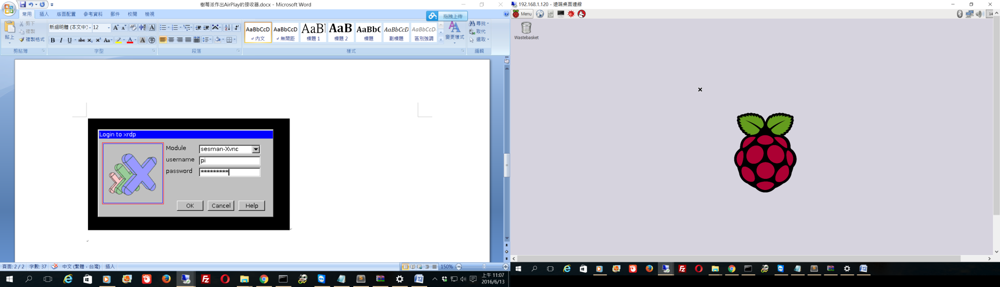 樹莓派作出AirPlay的接收器.docx - Microsoft Word
常用 插入 版面配置 參考資料 郵件 校閱 檢視
拖拽上传
貼上
剪下
複製
複製格式
剪貼簿
新細明體 (本文中 12
字型
段落
AaBbCcD AaBbCcD AaBl AaB AaBb( AaBbCcD AaBbCcD
內文 無間距 標題 1 標題 2 標題 副標題 區別強調
樣式
變更樣式
尋找
取代
選取
編輯
Login to xrdp
Module sesman-Xvnc
username pi
password *********
OK Cancel Help
頁面: 2 / 2 字數: 37 中文 (繁體，台灣) 插入 150%
上午 11:07
2016/6/13
192.168.1.120 - 遠端桌面連線
Menu
14
Wastebasket